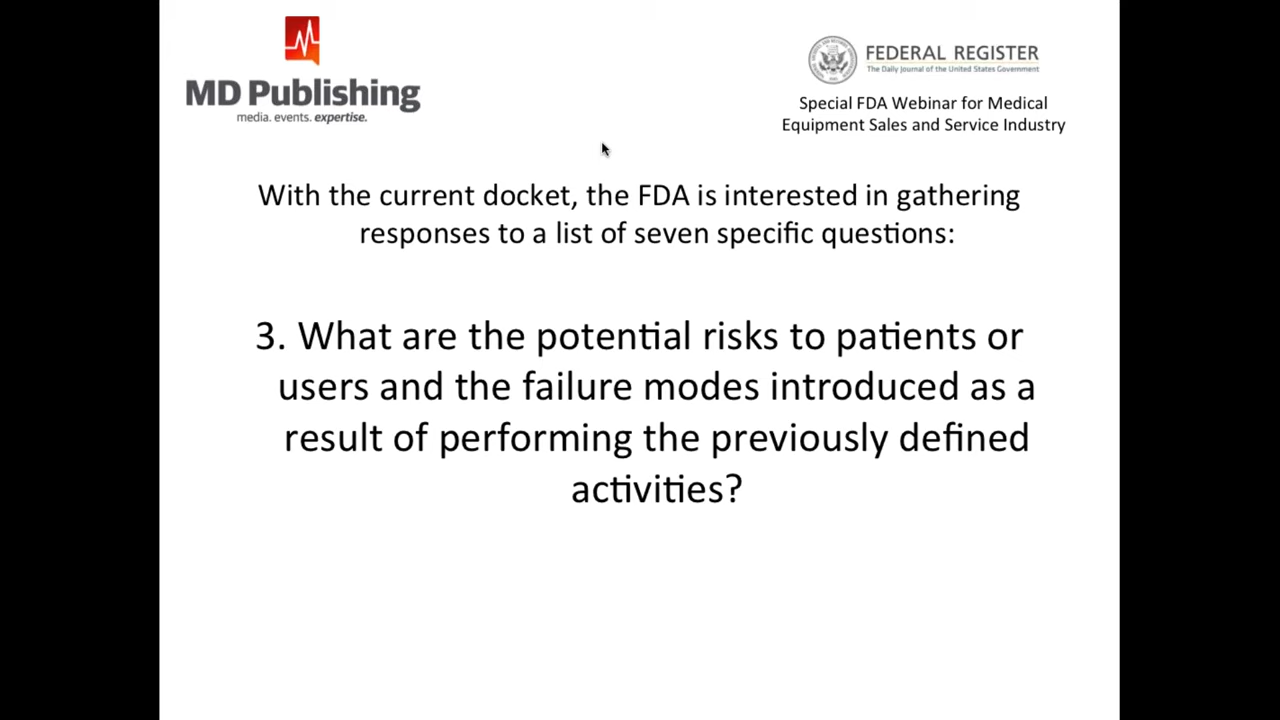 MD Publishing
media. events. expertise.
FEDERAL REGISTER
The Daily Journal of the United States Government
Special FDA Webinar for Medical
Equipment Sales and Service Industry
With the current docket, the FDA is interested in gathering
responses to a list of seven specific questions:
3. What are the potential risks to patients or
users and the failure modes introduced as a
result of performing the previously defined
activities?